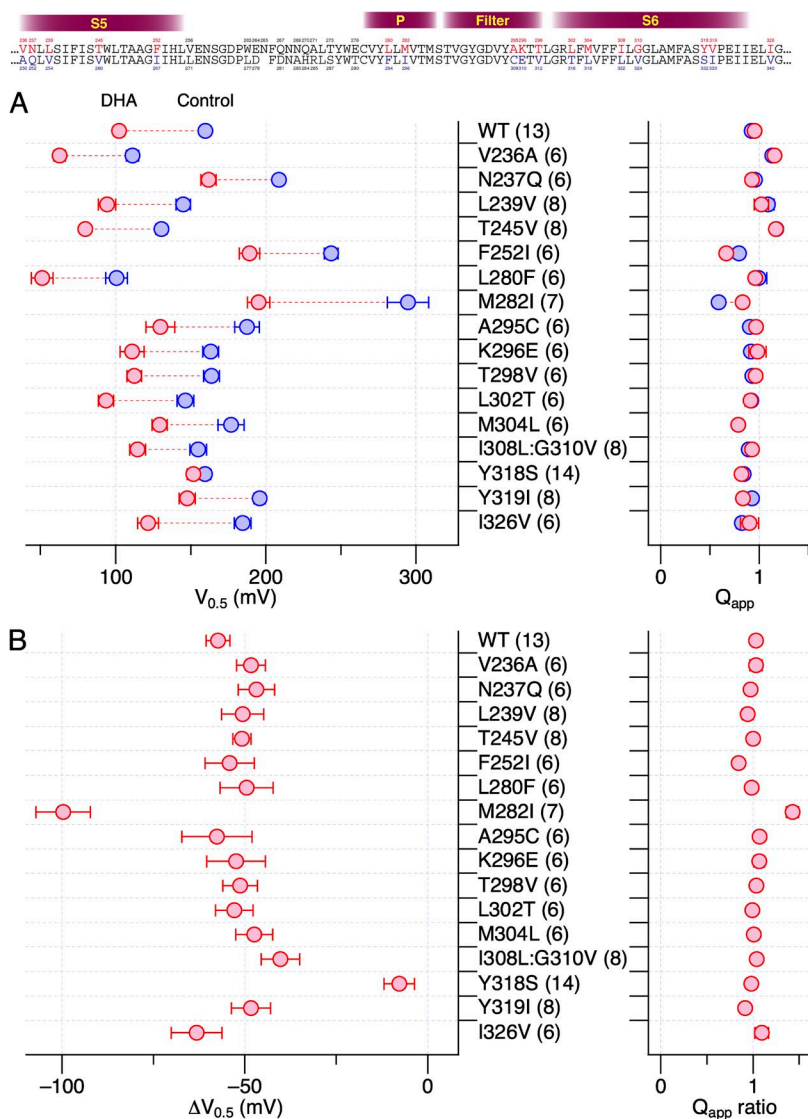 S5 P Filter S6
VNLLSIFISTWLTAAGFIHLVENSGDPWENFQNNQALTYWECVYLLMVTMSTVGYGDVYAKTTLGRLFMVFFILGGLAMFASYVPEIIELIG
AQLVSIFISVWLTAAGIIHLLENSGDPLD FDNAHRLSYWTCVYFLIVTMSTVGYGDVYCETVLGRTFLVFFLLVGLAMFASSIPEIIELVG
A
DHA Control
WT (13)
V236A (6)
N237Q (6)
L239V (8)
T245V (8)
F252I (6)
L280F (6)
M282I (7)
A295C (6)
K296E (6)
T298V (6)
L302T (6)
M304L (6)
I308L:G310V (8)
Y318S (14)
Y319I (8)
I326V (6)
100 200 300 0 1
V0.5 (mV) Qapp
B
WT (13)
V236A (6)
N237Q (6)
L239V (8)
T245V (8)
F252I (6)
L280F (6)
M282I (7)
A295C (6)
K296E (6)
T298V (6)
L302T (6)
M304L (6)
I308L:G310V (8)
Y318S (14)
Y319I (8)
I326V (6)
−100 −50 0 0 1
ΔV0.5 (mV) Qapp ratio